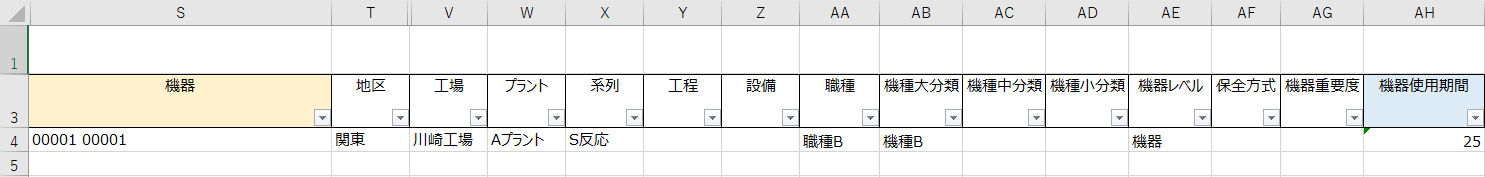 S T V W X Y Z AA AB AC AD AE AF AG AH
1
3 機器 地区 工場 プラント 系列 工程 設備 職種 機種大分類 機種中分類 機種小分類 機器レベル 保全方式 機器重要度 機器使用期間
4 00001 00001 関東 川崎工場 Aプラント S反応 職種B 機種B 機器 25
5